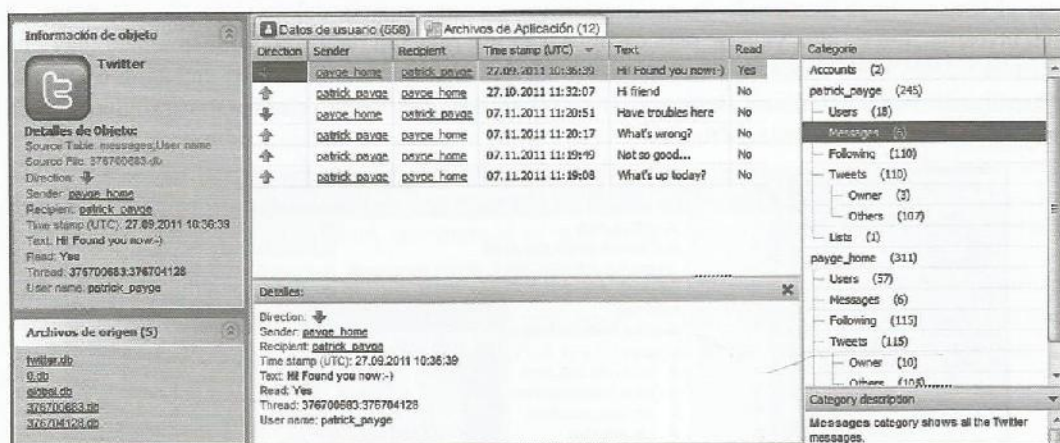 Información de objeto
Twitter
Detalles de Objeto:
Source Table: messages;User name
Source File: 376700683.db
Direction:
Sender: payge_home
Recipient: patrick_payge
Time stamp (UTC): 27.09.2011 10:36:39
Text: Hi! Found you now:-)
Read: Yes
Thread: 376700683:376704128
User name: patrick_payge
Archivos de origen (5)
twitter.db
0.db
global.db
376700683.db
376704128.db
Datos de usuario (558) Archivos de Aplicación (12)
Direction Sender Recipient Time stamp (UTC) Text Read
payge_home patrick_payge 27.09.2011 10:36:39 Hi! Found you now:-) Yes
patrick_payge payge_home 27.10.2011 11:32:07 Hi friend No
payge_home patrick_payge 07.11.2011 11:20:51 Have troubles here No
patrick_payge payge_home 07.11.2011 11:20:17 What's wrong? No
patrick_payge payge_home 07.11.2011 11:19:49 Not so good... No
patrick_payge payge_home 07.11.2011 11:19:08 What's up today? No
Detalles:
Direction:
Sender: payge_home
Recipient: patrick_payge
Time stamp (UTC): 27.09.2011 10:36:39
Text: Hi! Found you now:-)
Read: Yes
Thread: 376700683:376704128
User name: patrick_payge
Categorie
Accounts (2)
patrick_payge (245)
Users (18)
Messages (6)
Following (110)
Tweets (110)
Owner (3)
Others (107)
Lists (1)
payge_home (311)
Users (57)
Messages (6)
Following (115)
Tweets (115)
Owner (10)
Others (105)
Category description
Messages category shows all the Twitter
messages.